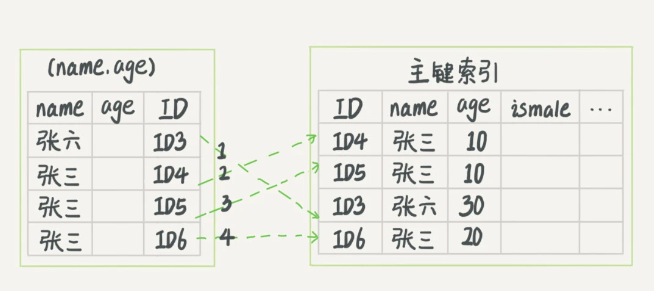 (name.age)
name age ID
张六 ID3
张三 ID4
张三 ID5
张三 ID6
1
2
3
4
主键索引
ID name age ismale ...
ID4 张三 10
ID5 张三 10
ID3 张六 30
ID6 张三 20